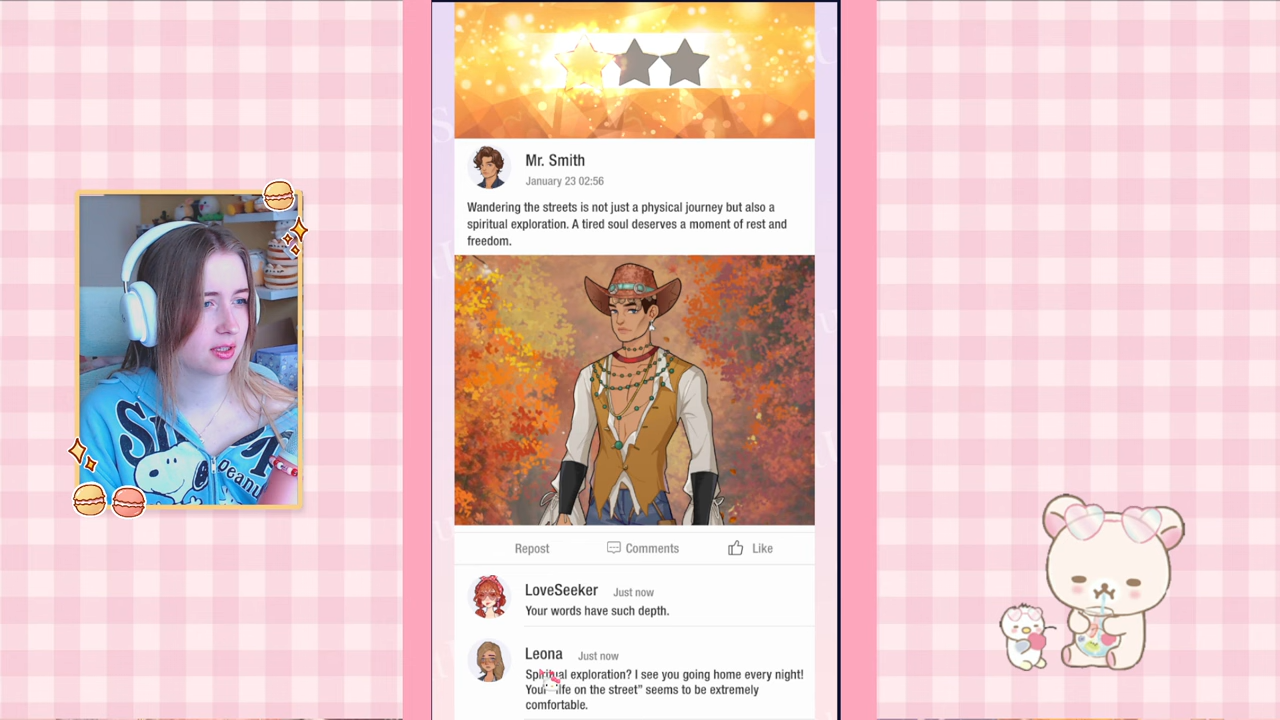 Mr. Smith
January 23 02:56
Wandering the streets is not just a physical journey but also a
spiritual exploration. A tired soul deserves a moment of rest and
freedom.
Repost
Comments
Like
LoveSeeker
Just now
Your words have such depth.
Leona
Just now
Spiritual exploration? I see you going home every night!
Your "life on the street" seems to be extremely
comfortable.
Peanu